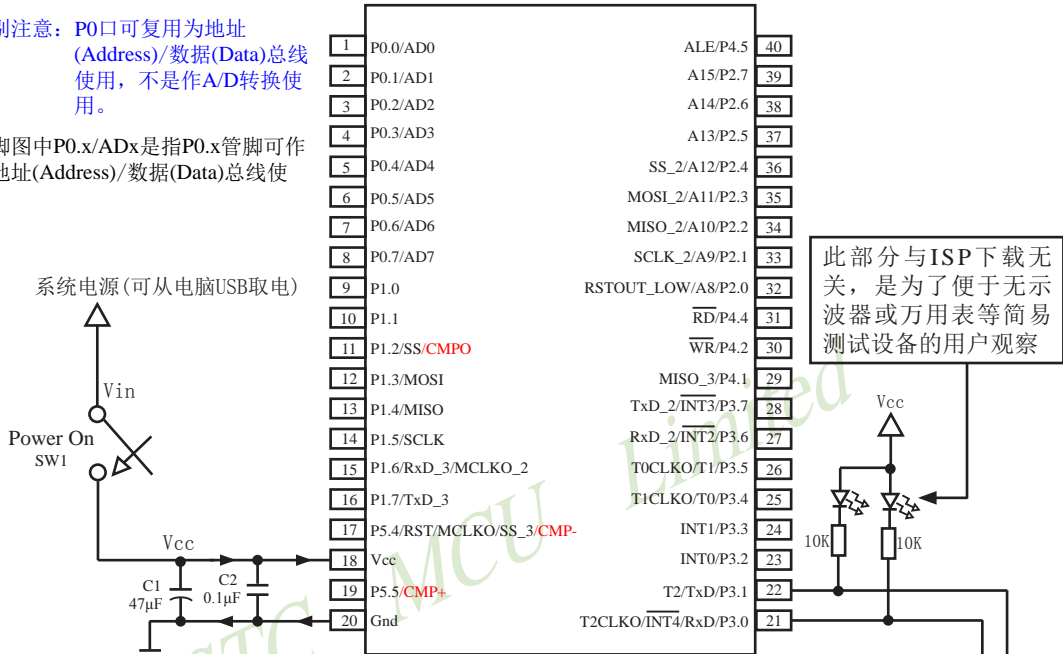 别注意：P0口可复用为地址
(Address)/数据(Data)总线
使用，不是作A/D转换使
用。
脚图中P0.x/ADx是指P0.x管脚可作
地址(Address)/数据(Data)总线使
系统电源(可从电脑USB取电)
Vin
Power On
SW1
Vcc
C1
47μF
C2
0.1μF
1 P0.0/AD0
2 P0.1/AD1
3 P0.2/AD2
4 P0.3/AD3
5 P0.4/AD4
6 P0.5/AD5
7 P0.6/AD6
8 P0.7/AD7
9 P1.0
10 P1.1
11 P1.2/SS/CMPO
12 P1.3/MOSI
13 P1.4/MISO
14 P1.5/SCLK
15 P1.6/RxD_3/MCLKO_2
16 P1.7/TxD_3
17 P5.4/RST/MCLKO/SS_3/CMP-
18 Vcc
19 P5.5/CMP+
20 Gnd
ALE/P4.5 40
A15/P2.7 39
A14/P2.6 38
A13/P2.5 37
SS_2/A12/P2.4 36
MOSI_2/A11/P2.3 35
MISO_2/A10/P2.2 34
SCLK_2/A9/P2.1 33
RSTOUT_LOW/A8/P2.0 32
RD/P4.4 31
WR/P4.2 30
MISO_3/P4.1 29
TxD_2/INT3/P3.7 28
RxD_2/INT2/P3.6 27
T0CLKO/T1/P3.5 26
T1CLKO/T0/P3.4 25
INT1/P3.3 24
INT0/P3.2 23
T2/TxD/P3.1 22
T2CLKO/INT4/RxD/P3.0 21
此部分与ISP下载无
关，是为了便于无示
波器或万用表等简易
测试设备的用户观察
Vcc
10K
10K
STC MCU Limited